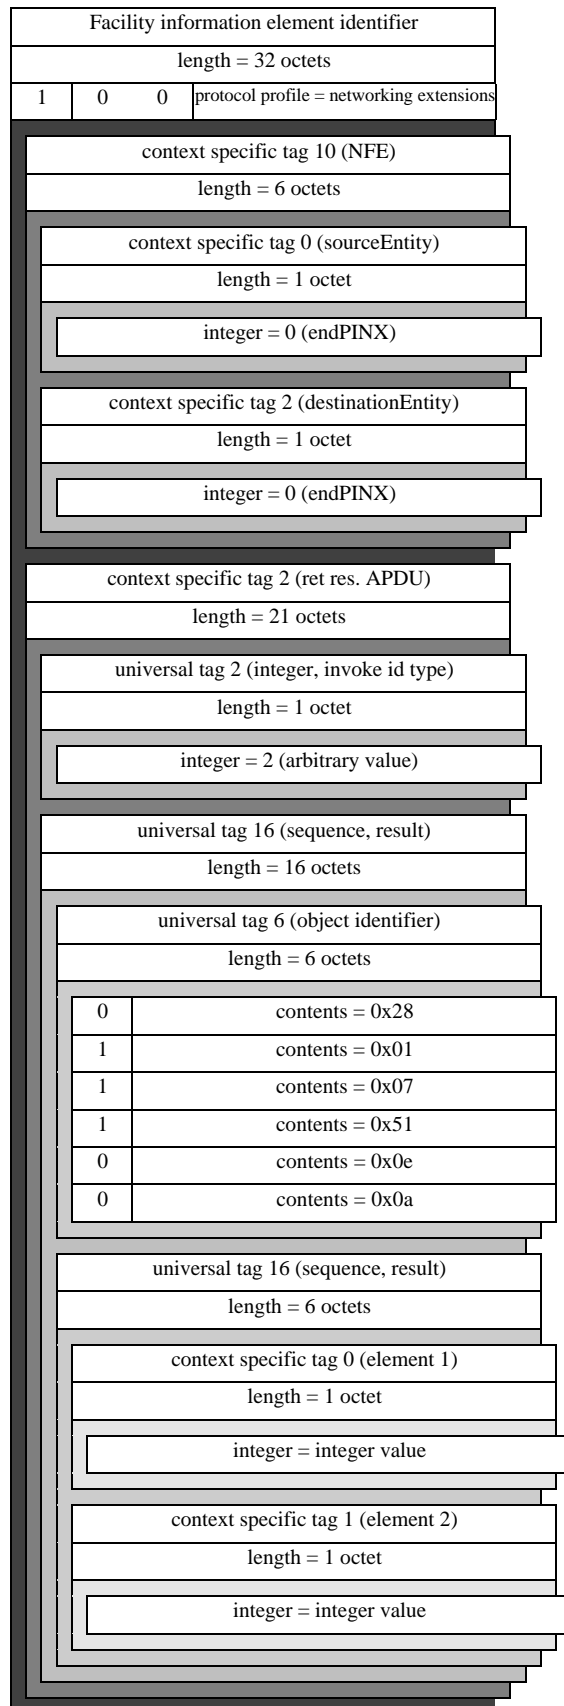 Facility information element identifier
length = 32 octets
1 0 0 protocol profile = networking extensions
context specific tag 10 (NFE)
length = 6 octets
context specific tag 0 (sourceEntity)
length = 1 octet
integer = 0 (endPINX)
context specific tag 2 (destinationEntity)
length = 1 octet
integer = 0 (endPINX)
context specific tag 2 (ret res. APDU)
length = 21 octets
universal tag 2 (integer, invoke id type)
length = 1 octet
integer = 2 (arbitrary value)
universal tag 16 (sequence, result)
length = 16 octets
universal tag 6 (object identifier)
length = 6 octets
0 contents = 0x28
1 contents = 0x01
1 contents = 0x07
1 contents = 0x51
0 contents = 0x0e
0 contents = 0x0a
universal tag 16 (sequence, result)
length = 6 octets
context specific tag 0 (element 1)
length = 1 octet
integer = integer value
context specific tag 1 (element 2)
length = 1 octet
integer = integer value